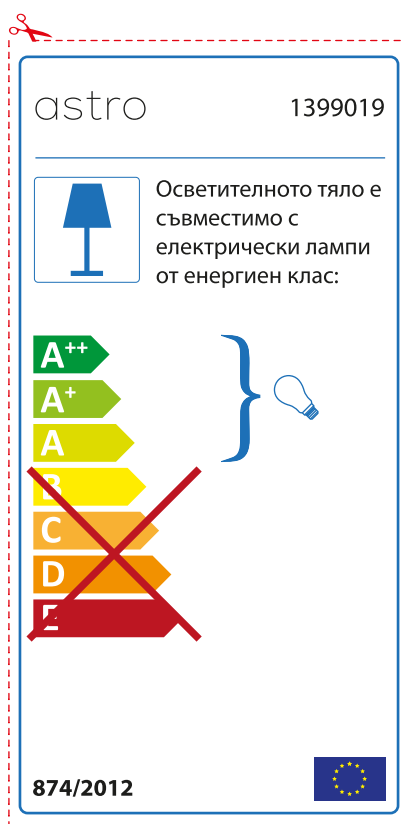 astro
1399019
Осветителното тяло е
съвместимо с
електрически лампи
от енергиен клас:
A++
A+
A
B
C
D
E
874/2012